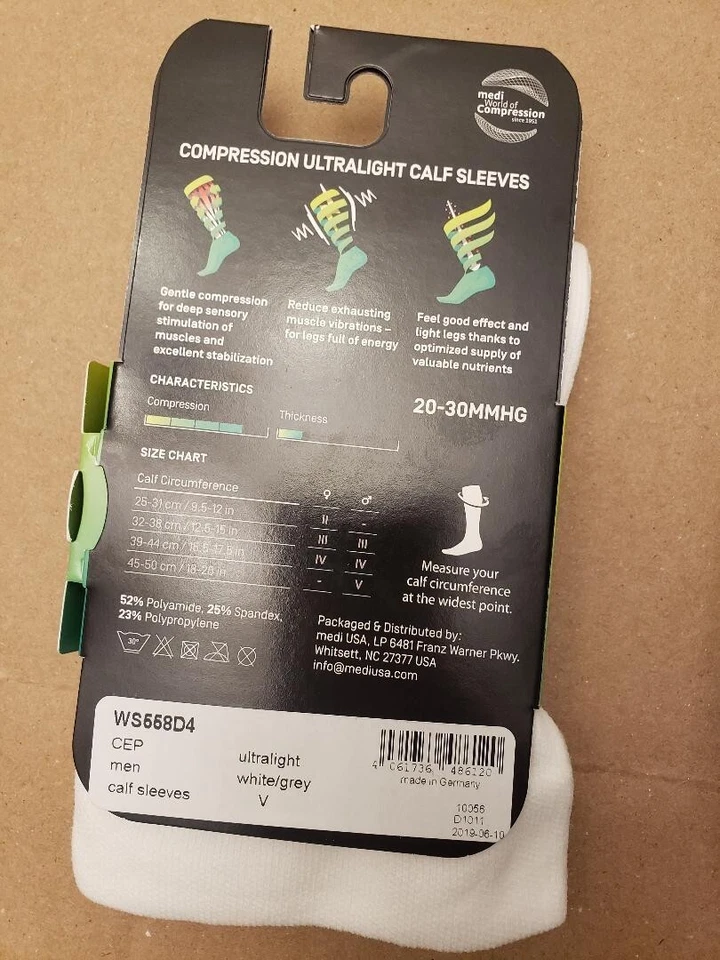 medi
World of
Compression
since 1951
COMPRESSION ULTRALIGHT CALF SLEEVES
Gentle compression
for deep sensory
stimulation of
muscles and
excellent stabilization
Reduce exhausting
muscle vibrations –
for legs full of energy
Feel good effect and
light legs thanks to
optimized supply of
valuable nutrients
CHARACTERISTICS
Compression
Thickness
20-30MMHG
SIZE CHART
Calf Circumference ♀ ♂
25-31 cm / 9.5-12 in II -
32-38 cm / 12.5-15 in III III
39-44 cm / 15.5-17.5 in IV IV
45-50 cm / 18-20 in - V
Measure your
calf circumference
at the widest point.
52% Polyamide, 25% Spandex,
23% Polypropylene
30°
Packaged & Distributed by:
medi USA, LP 6481 Franz Warner Pkwy.
Whitsett, NC 27377 USA
info@mediusa.com
WS558D4
CEP
men
calf sleeves
ultralight
white/grey
V
4 061736 486120
made in Germany
10056
D1011
2019-06-10